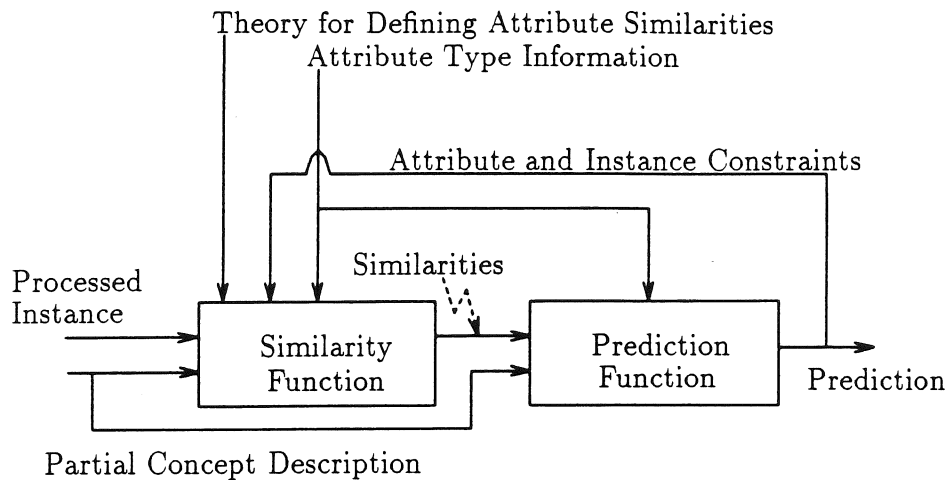 Theory for Defining Attribute Similarities
Attribute Type Information
Attribute and Instance Constraints
Similarities
Processed
Instance
Similarity
Function
Prediction
Function
Prediction
Partial Concept Description